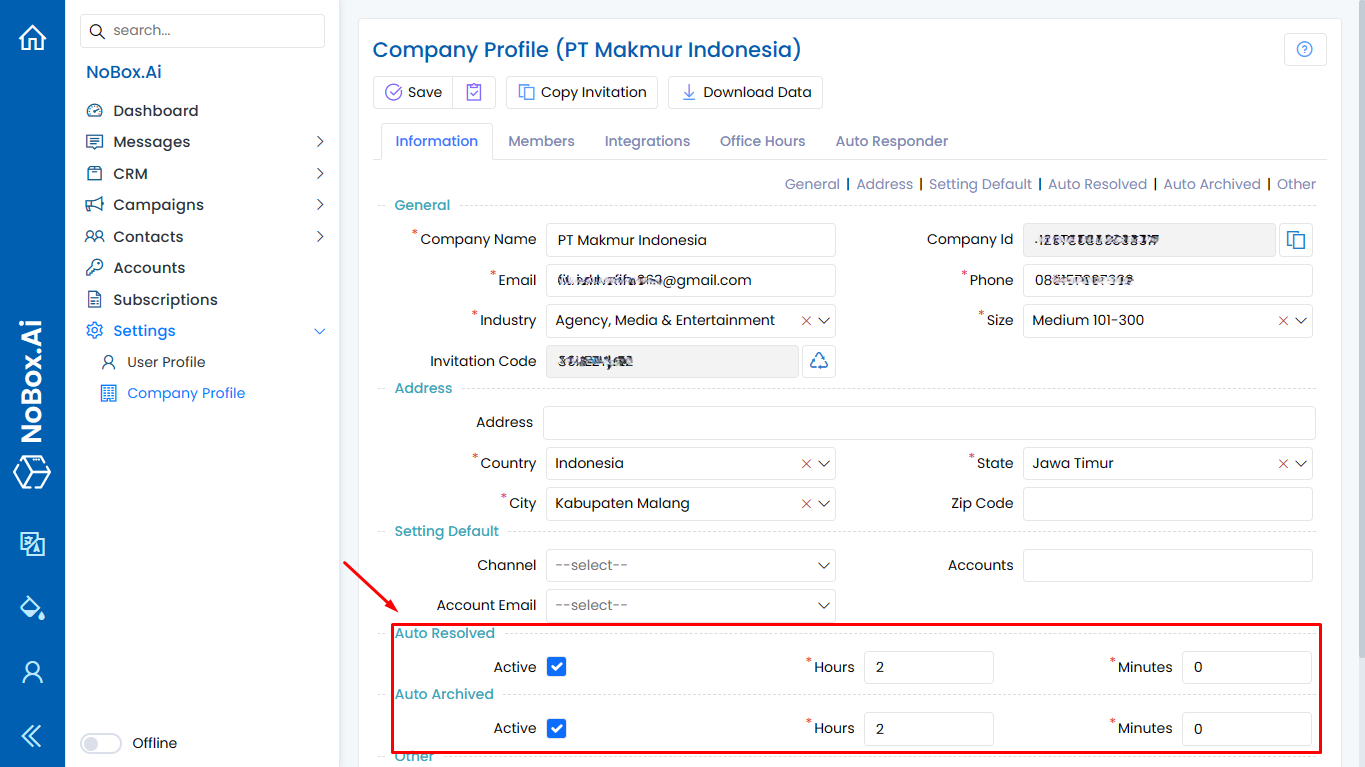 search...
NoBox.Ai
Dashboard
Messages
CRM
Campaigns
Contacts
Accounts
Subscriptions
Settings
User Profile
Company Profile
Offline
NoBox.Ai
Company Profile (PT Makmur Indonesia)
Save
Copy Invitation
Download Data
Information Members Integrations Office Hours Auto Responder
General | Address | Setting Default | Auto Resolved | Auto Archived | Other
General
* Company Name PT Makmur Indonesia
Company Id
* Email @gmail.com
* Phone
* Industry Agency, Media & Entertainment
* Size Medium 101-300
Invitation Code
Address
Address
* Country Indonesia
* State Jawa Timur
* City Kabupaten Malang
Zip Code
Setting Default
Channel --select--
Accounts
Account Email --select--
Auto Resolved
Active * Hours 2 * Minutes 0
Auto Archived
Active * Hours 2 * Minutes 0
Other